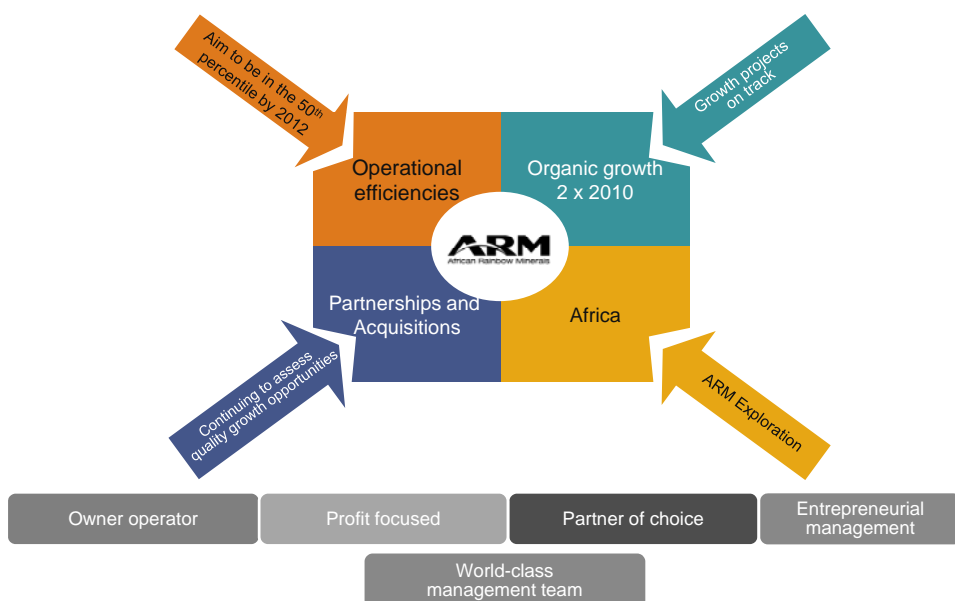 Aim to be in the 50th
percentile by 2012
Growth projects
on track
Operational
efficiencies
Organic growth
2 x 2010
ARM
African Rainbow Minerals
Partnerships and
Acquisitions
Africa
Continuing to assess
quality growth opportunities
ARM Exploration
Owner operator
Profit focused
Partner of choice
Entrepreneurial
management
World-class
management team